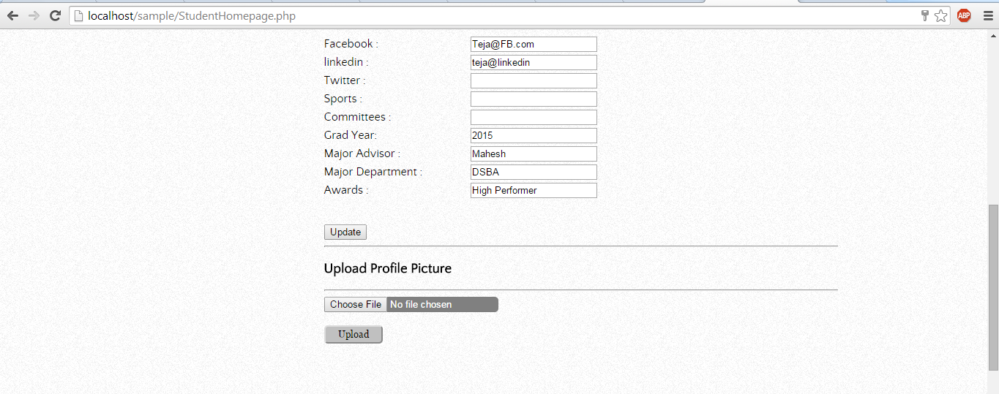 localhost/sample/StudentHomepage.php
ABP
Facebook : Teja@FB.com
linkedin : teja@linkedin
Twitter :
Sports :
Committees :
Grad Year: 2015
Major Advisor : Mahesh
Major Department : DSBA
Awards : High Performer
Update
Upload Profile Picture
Choose File No file chosen
Upload